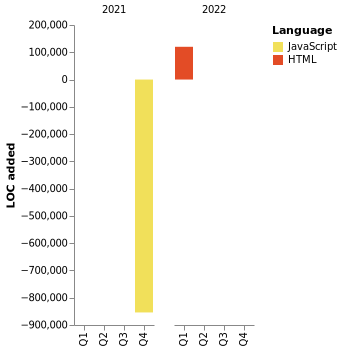 2021 2022
Language
JavaScript
HTML
LOC added
200,000
100,000
0
−100,000
−200,000
−300,000
−400,000
−500,000
−600,000
−700,000
−800,000
−900,000
Q1 Q2 Q3 Q4 Q1 Q2 Q3 Q4